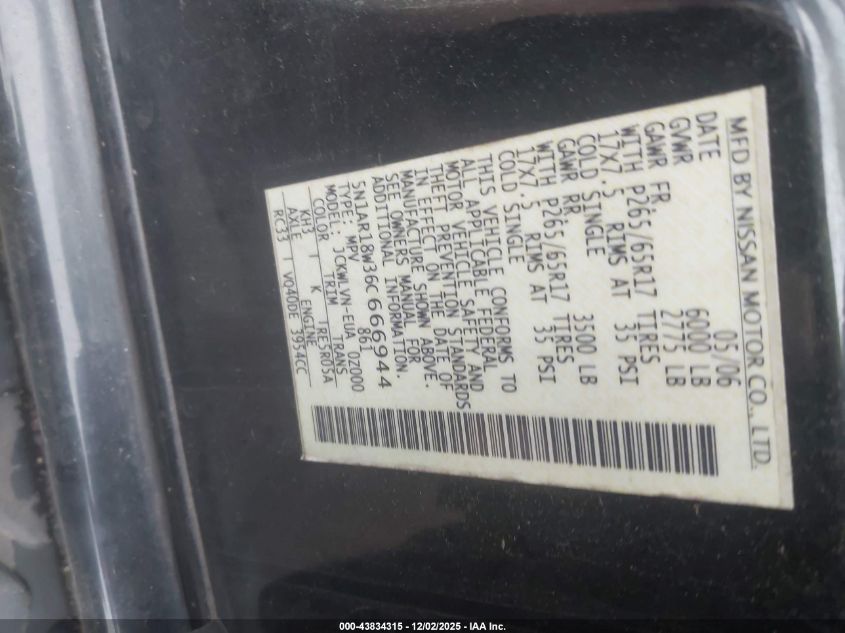 MFD BY NISSAN MOTOR CO., LTD.
DATE 05/06
GVWR 6000 LB
GAWR FR 2775 LB
WITH P265/65R17 TIRES
17X7.5 RIMS AT 35 PSI
COLD SINGLE
GAWR RR 3500 LB
WITH P265/65R17 TIRES
17X7.5 RIMS AT 35 PSI
COLD SINGLE
THIS VEHICLE CONFORMS TO
ALL APPLICABLE FEDERAL
MOTOR VEHICLE SAFETY AND
THEFT PREVENTION STANDARDS
IN EFFECT ON THE DATE OF
MANUFACTURE SHOWN ABOVE.
SEE OWNERS MANUAL FOR
ADDITIONAL INFORMATION.
5N1AR18W36C666944
TYPE: MPV 861
MODEL: TLCKWLVN-EUA 0Z000
COLOR TRIM TRANS
KH3 K RE5R05A
AXLE ENGINE
RC33 VQ40DE 3954CC
000-43834315 - 12/02/2025 - IAA Inc.